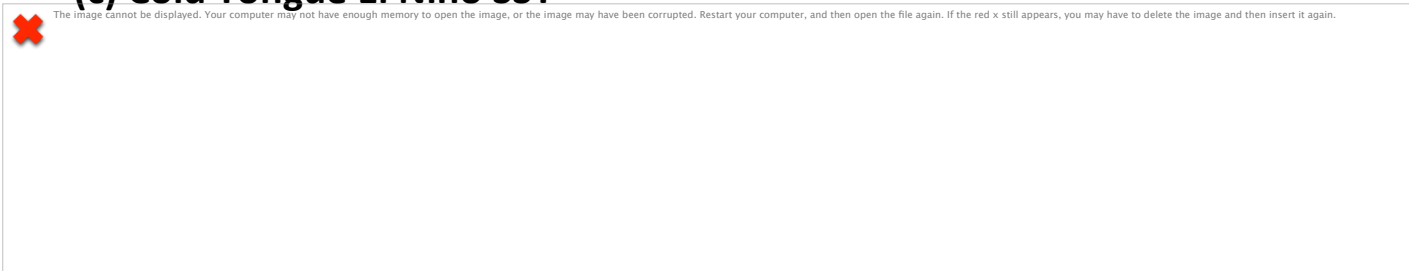 (c) Cold Tongue El Niño SST
The image cannot be displayed. Your computer may not have enough memory to open the image, or the image may have been corrupted. Restart your computer, and then open the file again. If the red x still appears, you may have to delete the image and then insert it again.